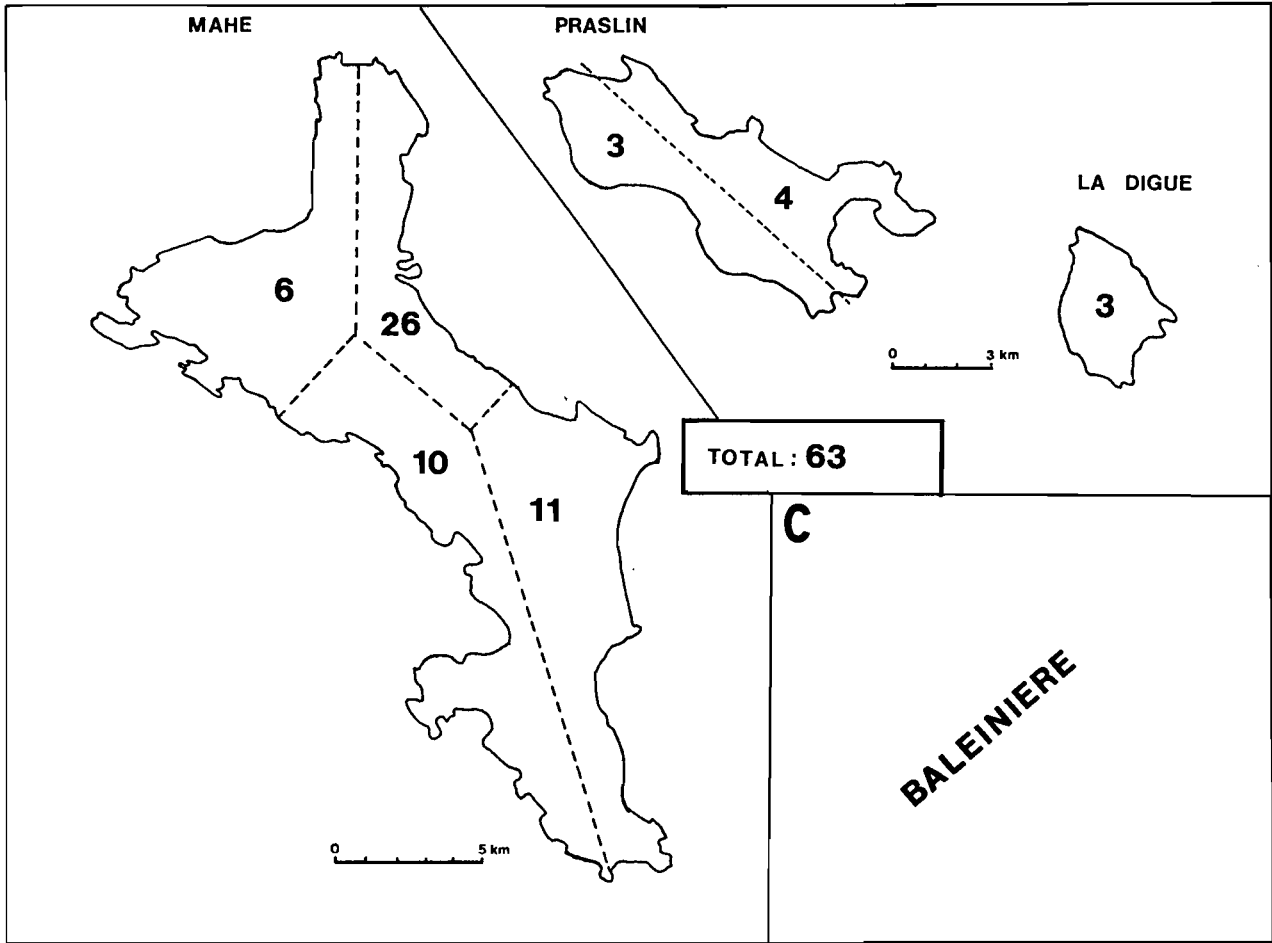 MAHE
PRASLIN
LA DIGUE
3
4
3
6
26
0 3 km
10
11
TOTAL: 63
C
BALEINIERE
0 5 km